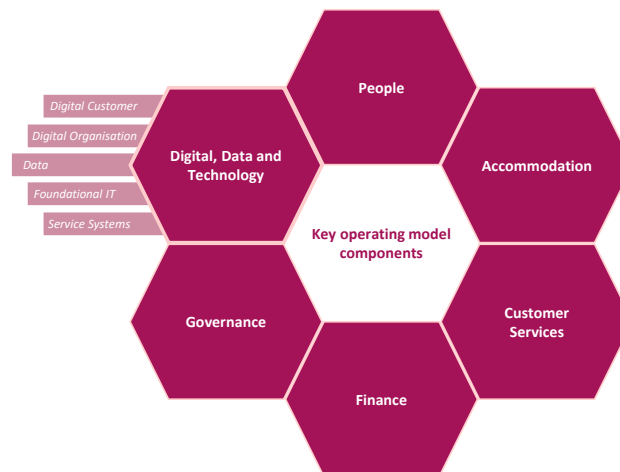 People
Digital Customer
Digital Organisation
Data
Foundational IT
Service Systems
Digital, Data and
Technology
Accommodation
Key operating model
components
Governance
Customer
Services
Finance